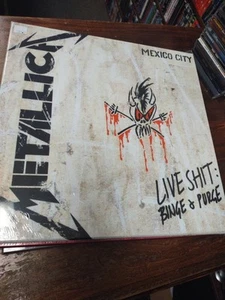 METALLICA
MEXICO CITY
LIVE SHIT:
BINGE & PURGE